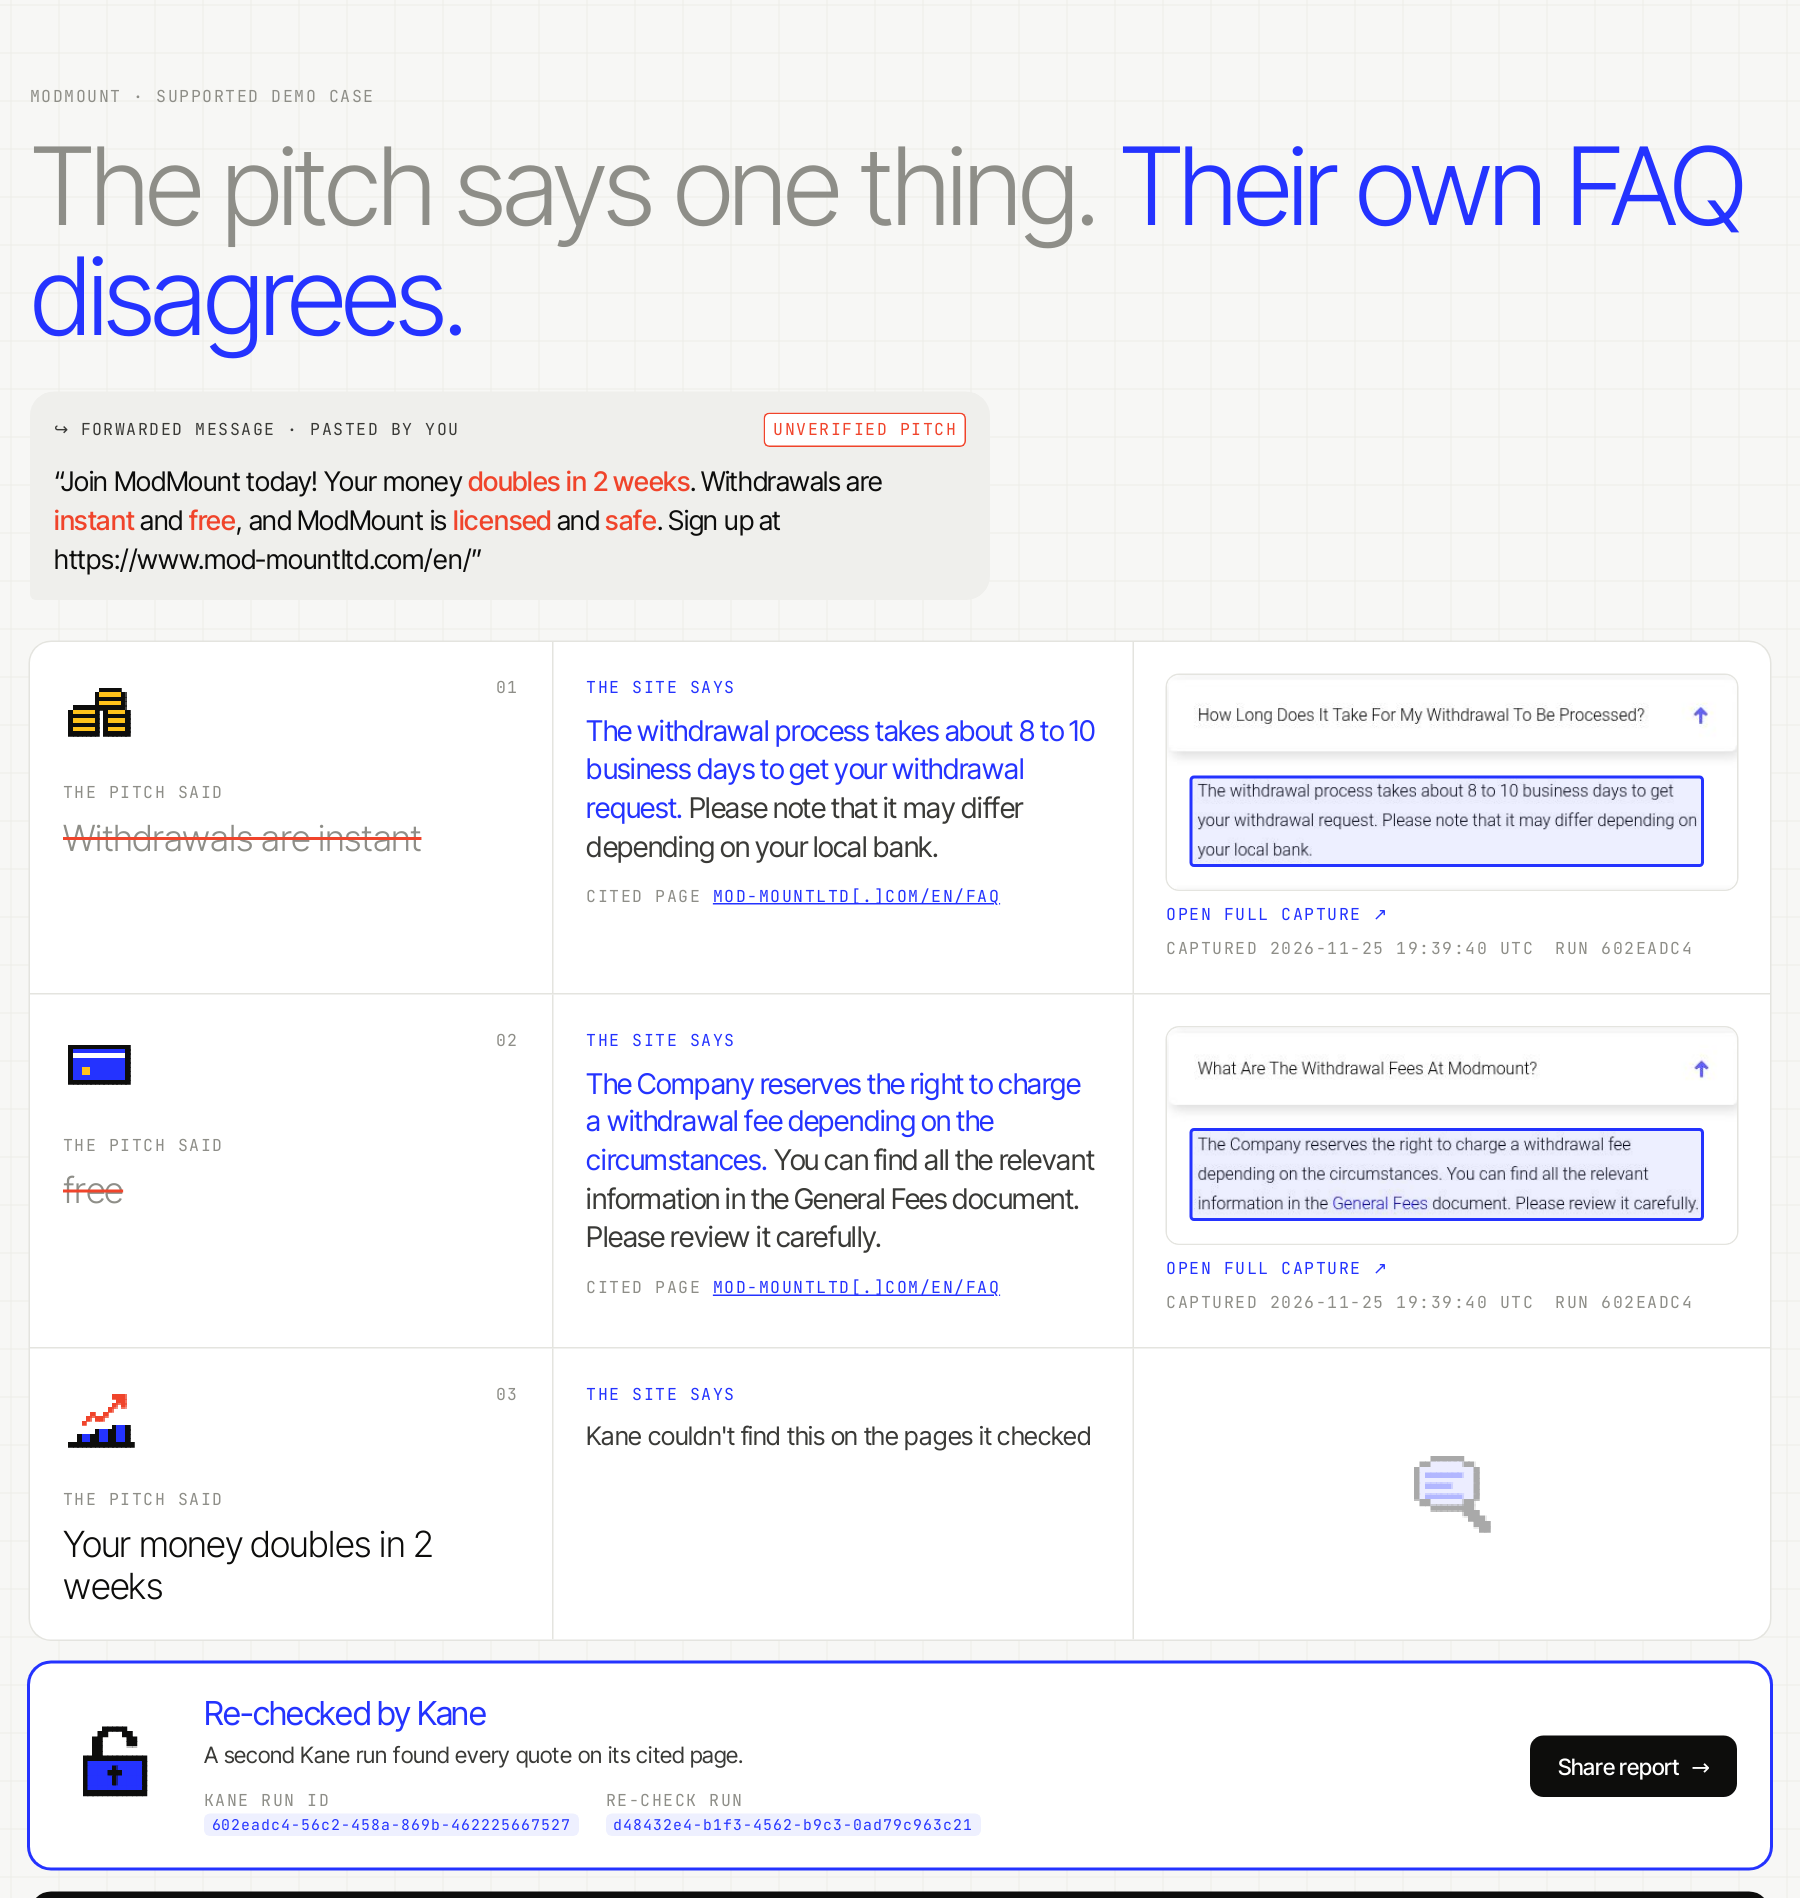 MODMOUNT · SUPPORTED DEMO CASE
The pitch says one thing. Their own FAQ
disagrees.
↪ FORWARDED MESSAGE · PASTED BY YOU
UNVERIFIED PITCH
“Join ModMount today! Your money doubles in 2 weeks. Withdrawals are
instant and free, and ModMount is licensed and safe. Sign up at
https://www.mod-mountltd.com/en/”
01
THE PITCH SAID
Withdrawals are instant
THE SITE SAYS
The withdrawal process takes about 8 to 10
business days to get your withdrawal
request. Please note that it may differ
depending on your local bank.
CITED PAGE MOD-MOUNTLTD[.]COM/EN/FAQ
How Long Does It Take For My Withdrawal To Be Processed?
The withdrawal process takes about 8 to 10 business days to get
your withdrawal request. Please note that it may differ depending on
your local bank.
OPEN FULL CAPTURE ↗
CAPTURED 2026-11-25 19:39:40 UTC RUN 602EADC4
02
THE PITCH SAID
free
THE SITE SAYS
The Company reserves the right to charge
a withdrawal fee depending on the
circumstances. You can find all the relevant
information in the General Fees document.
Please review it carefully.
CITED PAGE MOD-MOUNTLTD[.]COM/EN/FAQ
What Are The Withdrawal Fees At Modmount?
The Company reserves the right to charge a withdrawal fee
depending on the circumstances. You can find all the relevant
information in the General Fees document. Please review it carefully.
OPEN FULL CAPTURE ↗
CAPTURED 2026-11-25 19:39:40 UTC RUN 602EADC4
03
THE PITCH SAID
Your money doubles in 2
weeks
THE SITE SAYS
Kane couldn't find this on the pages it checked
Re-checked by Kane
A second Kane run found every quote on its cited page.
KANE RUN ID
602eadc4-56c2-458a-869b-462225667527
RE-CHECK RUN
d48432e4-b1f3-4562-b9c3-0ad79c963c21
Share report →